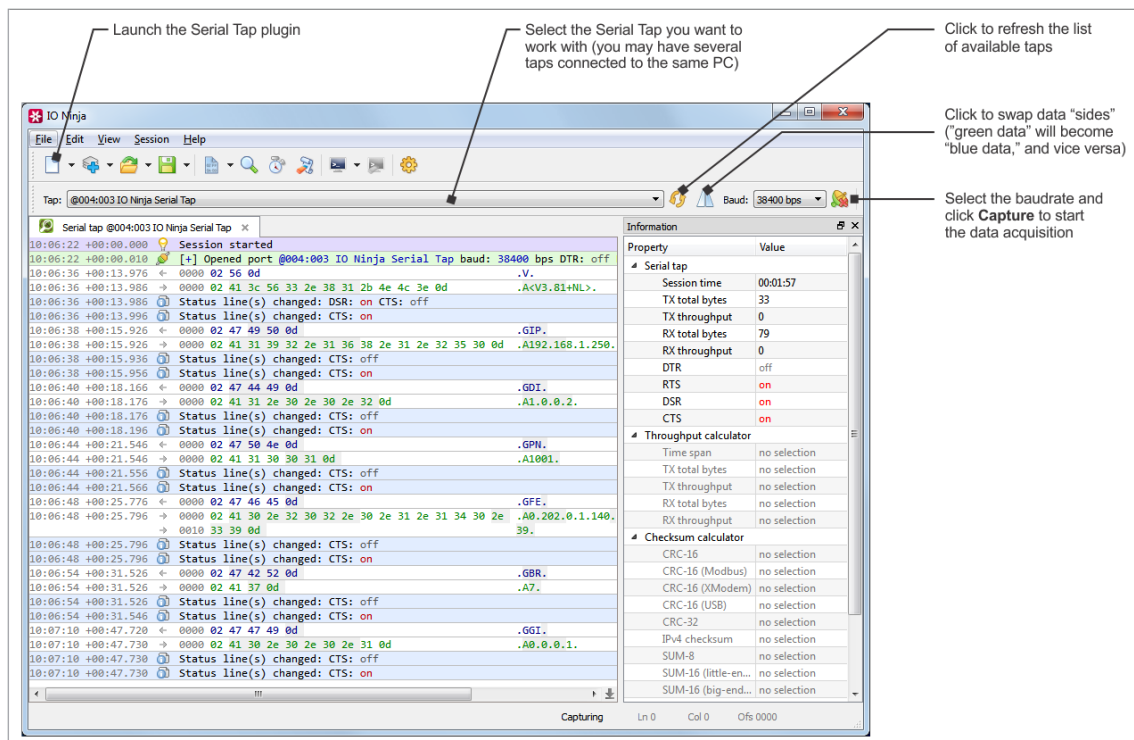 Launch the Serial Tap plugin
Select the Serial Tap you want to
work with (you may have several
taps connected to the same PC)
Click to refresh the list
of available taps
Click to swap data “sides”
(”green data” will become
“blue data,” and vice versa)
Select the baudrate and
click Capture to start
the data acquisition
IO Ninja
File Edit View Session Help
Tap: @004:003 IO Ninja Serial Tap Baud: 38400 bps
Serial tap @004:003 IO Ninja Serial Tap
10:06:22 +00:00.000 Session started
10:06:22 +00:00.010 [+] Opened port @004:003 IO Ninja Serial Tap baud: 38400 bps DTR: off
10:06:36 +00:13.976 ← 0000 02 56 0d .V.
10:06:36 +00:13.986 → 0000 02 41 3c 56 33 2e 38 31 2b 4e 4c 3e 0d .A<V3.81+NL>.
10:06:36 +00:13.986 Status line(s) changed: DSR: on CTS: off
10:06:36 +00:13.996 Status line(s) changed: CTS: on
10:06:38 +00:15.926 ← 0000 02 47 49 50 0d .GIP.
10:06:38 +00:15.926 → 0000 02 41 31 39 32 2e 31 36 38 2e 31 2e 32 35 30 0d .A192.168.1.250.
10:06:38 +00:15.936 Status line(s) changed: CTS: off
10:06:38 +00:15.956 Status line(s) changed: CTS: on
10:06:40 +00:18.166 ← 0000 02 47 44 49 0d .GDI.
10:06:40 +00:18.176 → 0000 02 41 31 2e 30 2e 30 2e 32 0d .A1.0.0.2.
10:06:40 +00:18.176 Status line(s) changed: CTS: off
10:06:40 +00:18.196 Status line(s) changed: CTS: on
10:06:44 +00:21.546 ← 0000 02 47 50 4e 0d .GPN.
10:06:44 +00:21.546 → 0000 02 41 31 30 30 31 0d .A1001.
10:06:44 +00:21.556 Status line(s) changed: CTS: off
10:06:44 +00:21.566 Status line(s) changed: CTS: on
10:06:48 +00:25.776 ← 0000 02 47 46 45 0d .GFE.
10:06:48 +00:25.796 → 0000 02 41 30 2e 32 30 32 2e 30 2e 31 2e 31 34 30 2e .A0.202.0.1.140.
→ 0010 33 39 0d 39.
10:06:48 +00:25.796 Status line(s) changed: CTS: off
10:06:48 +00:25.796 Status line(s) changed: CTS: on
10:06:54 +00:31.526 ← 0000 02 47 42 52 0d .GBR.
10:06:54 +00:31.526 → 0000 02 41 37 0d .A7.
10:06:54 +00:31.526 Status line(s) changed: CTS: off
10:06:54 +00:31.546 Status line(s) changed: CTS: on
10:07:10 +00:47.720 ← 0000 02 47 47 49 0d .GGI.
10:07:10 +00:47.730 → 0000 02 41 30 2e 30 2e 30 2e 31 0d .A0.0.0.1.
10:07:10 +00:47.730 Status line(s) changed: CTS: off
10:07:10 +00:47.730 Status line(s) changed: CTS: on
Information
Property Value
Serial tap
Session time 00:01:57
TX total bytes 33
TX throughput 0
RX total bytes 79
RX throughput 0
DTR off
RTS on
DSR on
CTS on
Throughput calculator
Time span no selection
TX total bytes no selection
TX throughput no selection
RX total bytes no selection
RX throughput no selection
Checksum calculator
CRC-16 no selection
CRC-16 (Modbus) no selection
CRC-16 (XModem) no selection
CRC-16 (USB) no selection
CRC-32 no selection
IPv4 checksum no selection
SUM-8 no selection
SUM-16 (little-en... no selection
SUM-16 (big-end... no selection
Capturing Ln 0 Col 0 Ofs 0000